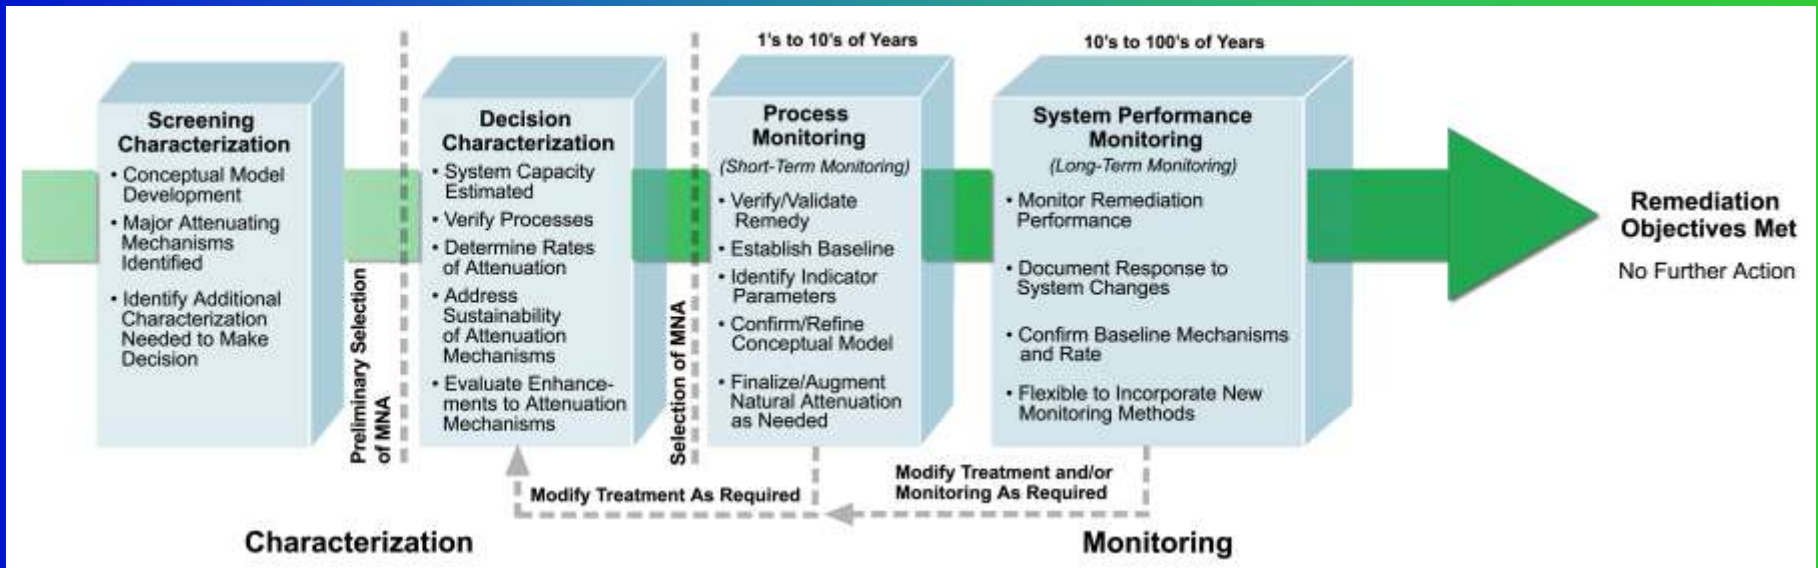 Screening
Characterization
• Conceptual Model
Development
• Major Attenuating
Mechanisms
Identified
• Identify Additional
Characterization
Needed to Make
Decision
Preliminary Selection
of MNA
Decision
Characterization
• System Capacity
Estimated
• Verify Processes
• Determine Rates
of Attenuation
• Address
Sustainability
of Attenuation
Mechanisms
• Evaluate Enhance-
ments to Attenuation
Mechanisms
Selection of MNA
1's to 10's of Years
Process
Monitoring
(Short-Term Monitoring)
• Verify/Validate
Remedy
• Establish Baseline
• Identify Indicator
Parameters
• Confirm/Refine
Conceptual Model
• Finalize/Augment
Natural Attenuation
as Needed
10's to 100's of Years
System Performance
Monitoring
(Long-Term Monitoring)
• Monitor Remediation
Performance
• Document Response to
System Changes
• Confirm Baseline Mechanisms
and Rate
• Flexible to Incorporate New
Monitoring Methods
Remediation
Objectives Met
No Further Action
Modify Treatment As Required
Modify Treatment and/or
Monitoring As Required
Characterization
Monitoring